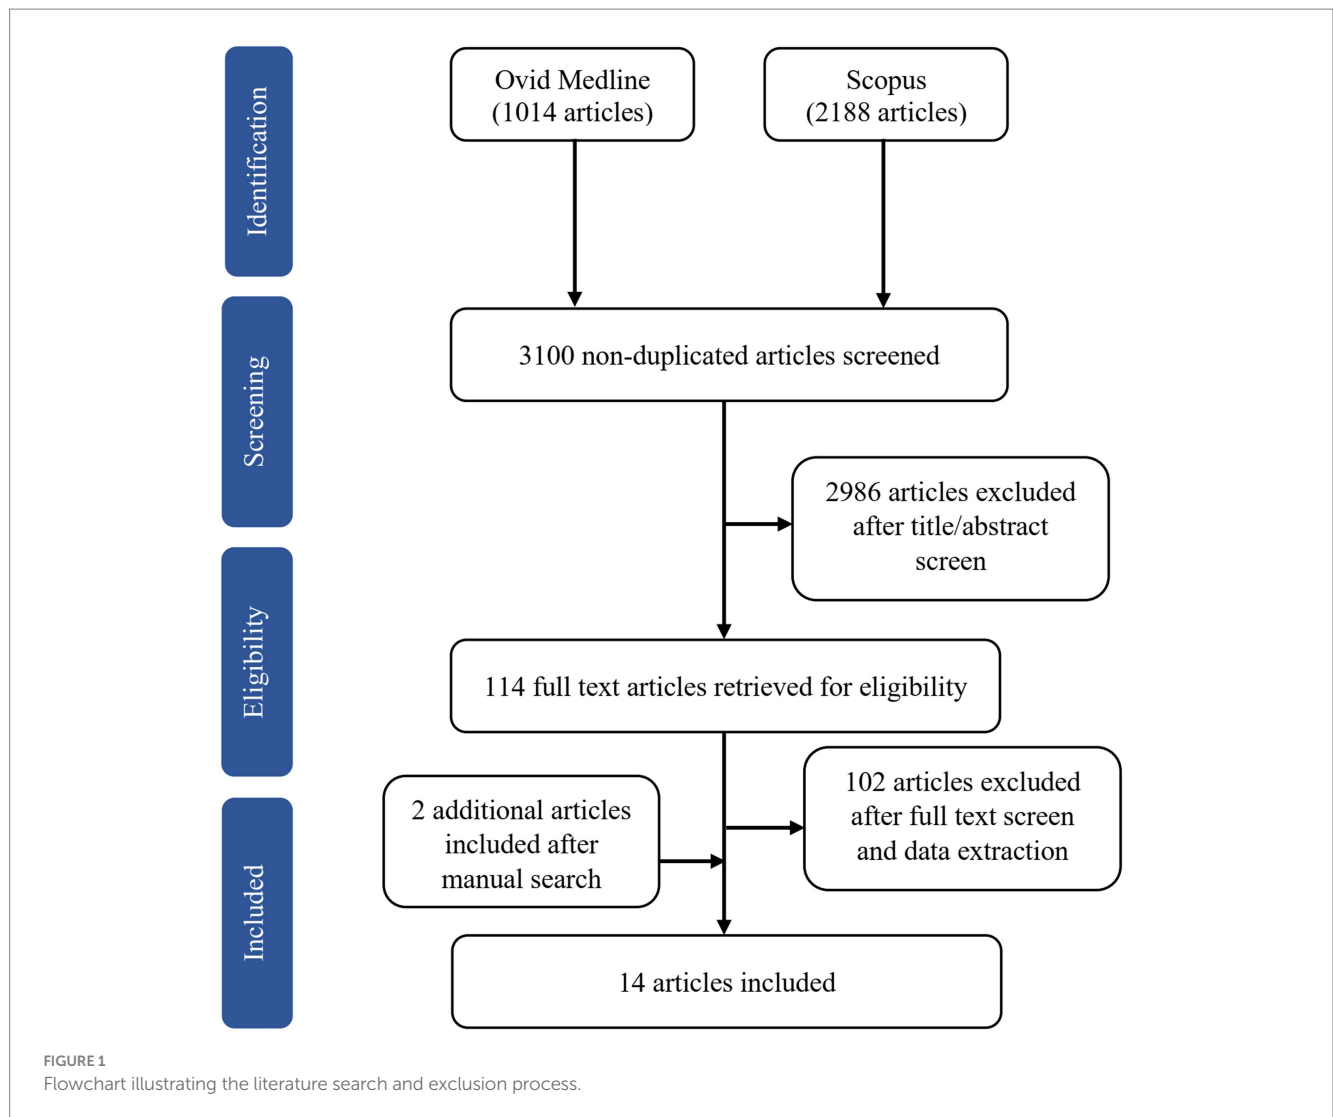 Identification
Ovid Medline
(1014 articles)
Scopus
(2188 articles)
Screening
3100 non-duplicated articles screened
2986 articles excluded
after title/abstract
screen
Eligibility
114 full text articles retrieved for eligibility
102 articles excluded
after full text screen
and data extraction
2 additional articles
included after
manual search
Included
14 articles included
FIGURE 1
Flowchart illustrating the literature search and exclusion process.